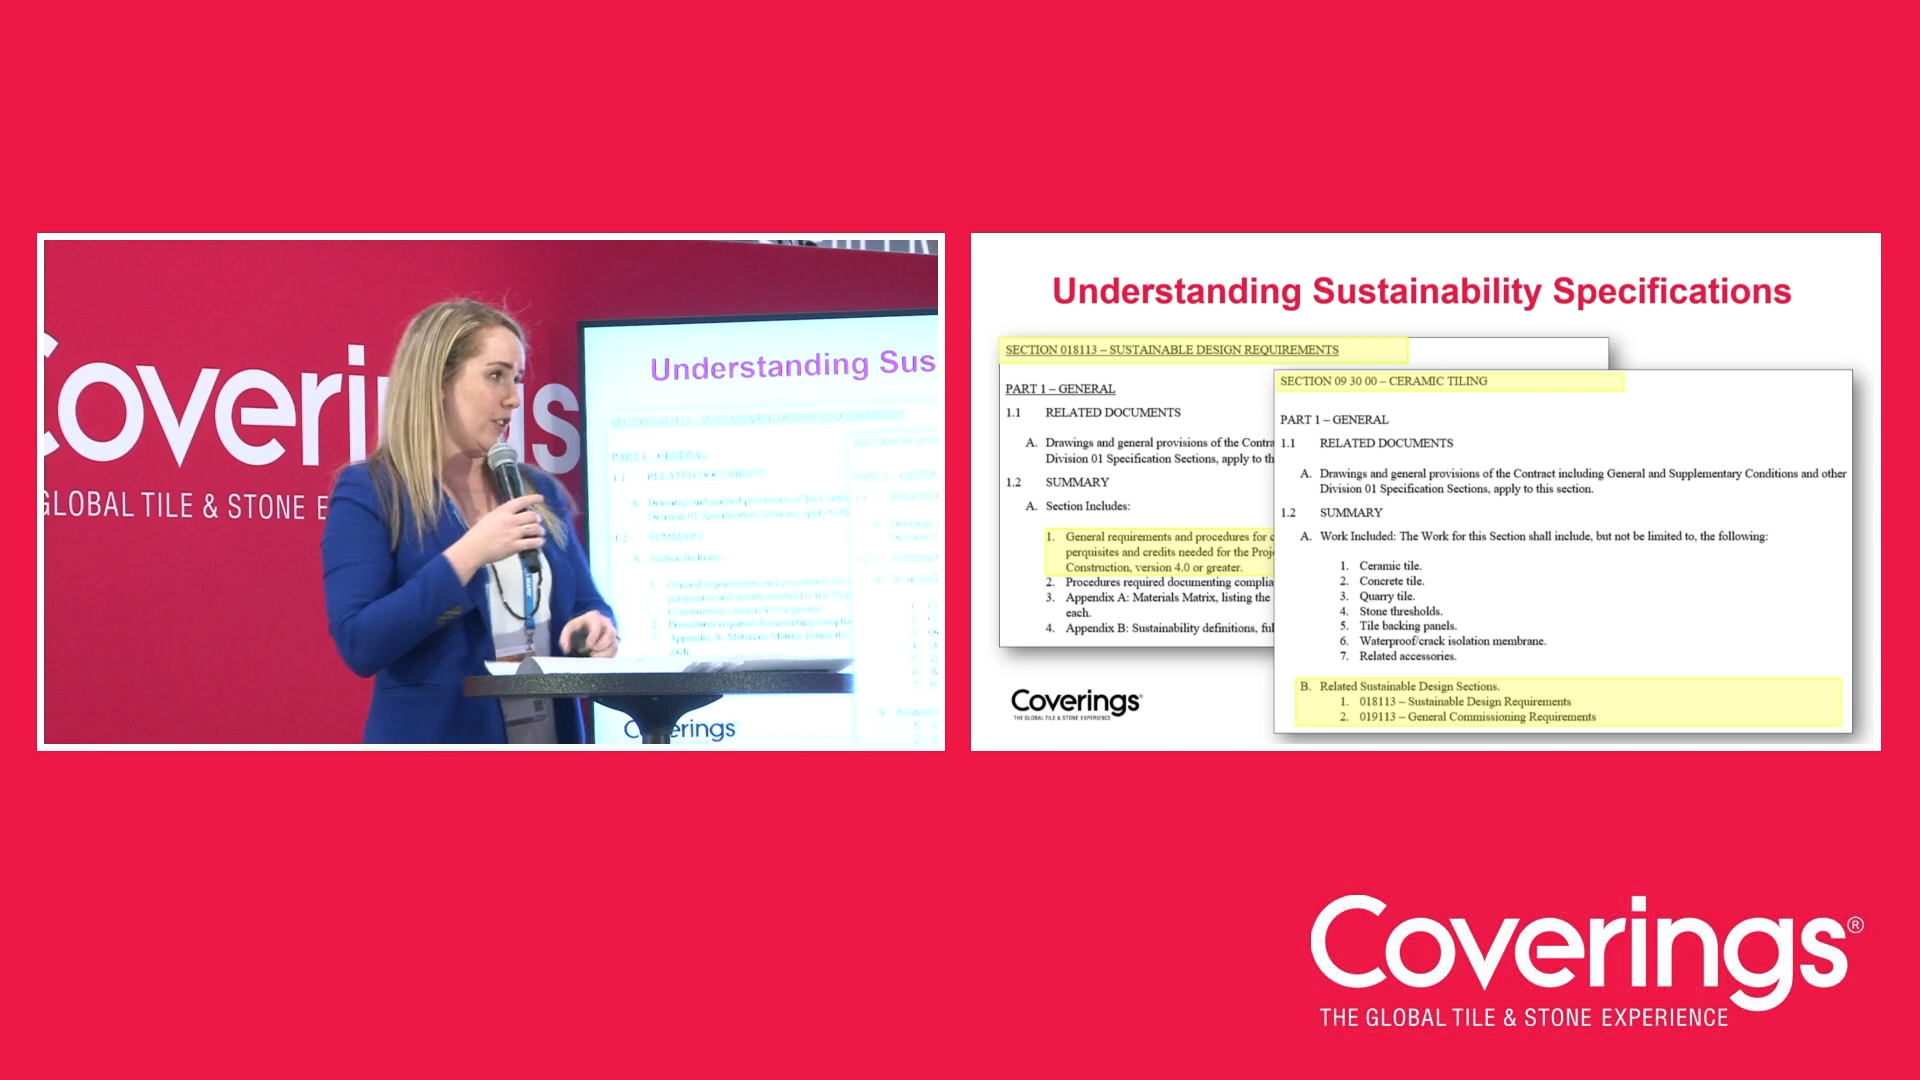 Coverings
GLOBAL TILE & STONE E
Understanding Sus
PART 1 - GENERAL
Coverings
Understanding Sustainability Specifications
SECTION 018113 – SUSTAINABLE DESIGN REQUIREMENTS
PART 1 – GENERAL
1.1 RELATED DOCUMENTS
A. Drawings and general provisions of the Contra
Division 01 Specification Sections, apply to th
1.2 SUMMARY
A. Section Includes:
1. General requirements and procedures for c
perquisites and credits needed for the Proj
Construction, version 4.0 or greater.
2. Procedures required documenting complia
3. Appendix A: Materials Matrix, listing the
each.
4. Appendix B: Sustainability definitions, ful
SECTION 09 30 00 – CERAMIC TILING
PART 1 – GENERAL
1.1 RELATED DOCUMENTS
A. Drawings and general provisions of the Contract including General and Supplementary Conditions and other
Division 01 Specification Sections, apply to this section.
1.2 SUMMARY
A. Work Included: The Work for this Section shall include, but not be limited to, the following:
1. Ceramic tile.
2. Concrete tile.
3. Quarry tile.
4. Stone thresholds.
5. Tile backing panels.
6. Waterproof/crack isolation membrane.
7. Related accessories.
B. Related Sustainable Design Sections.
1. 018113 – Sustainable Design Requirements
2. 019113 – General Commissioning Requirements
Coverings®
THE GLOBAL TILE & STONE EXPERIENCE
Coverings®
THE GLOBAL TILE & STONE EXPERIENCE